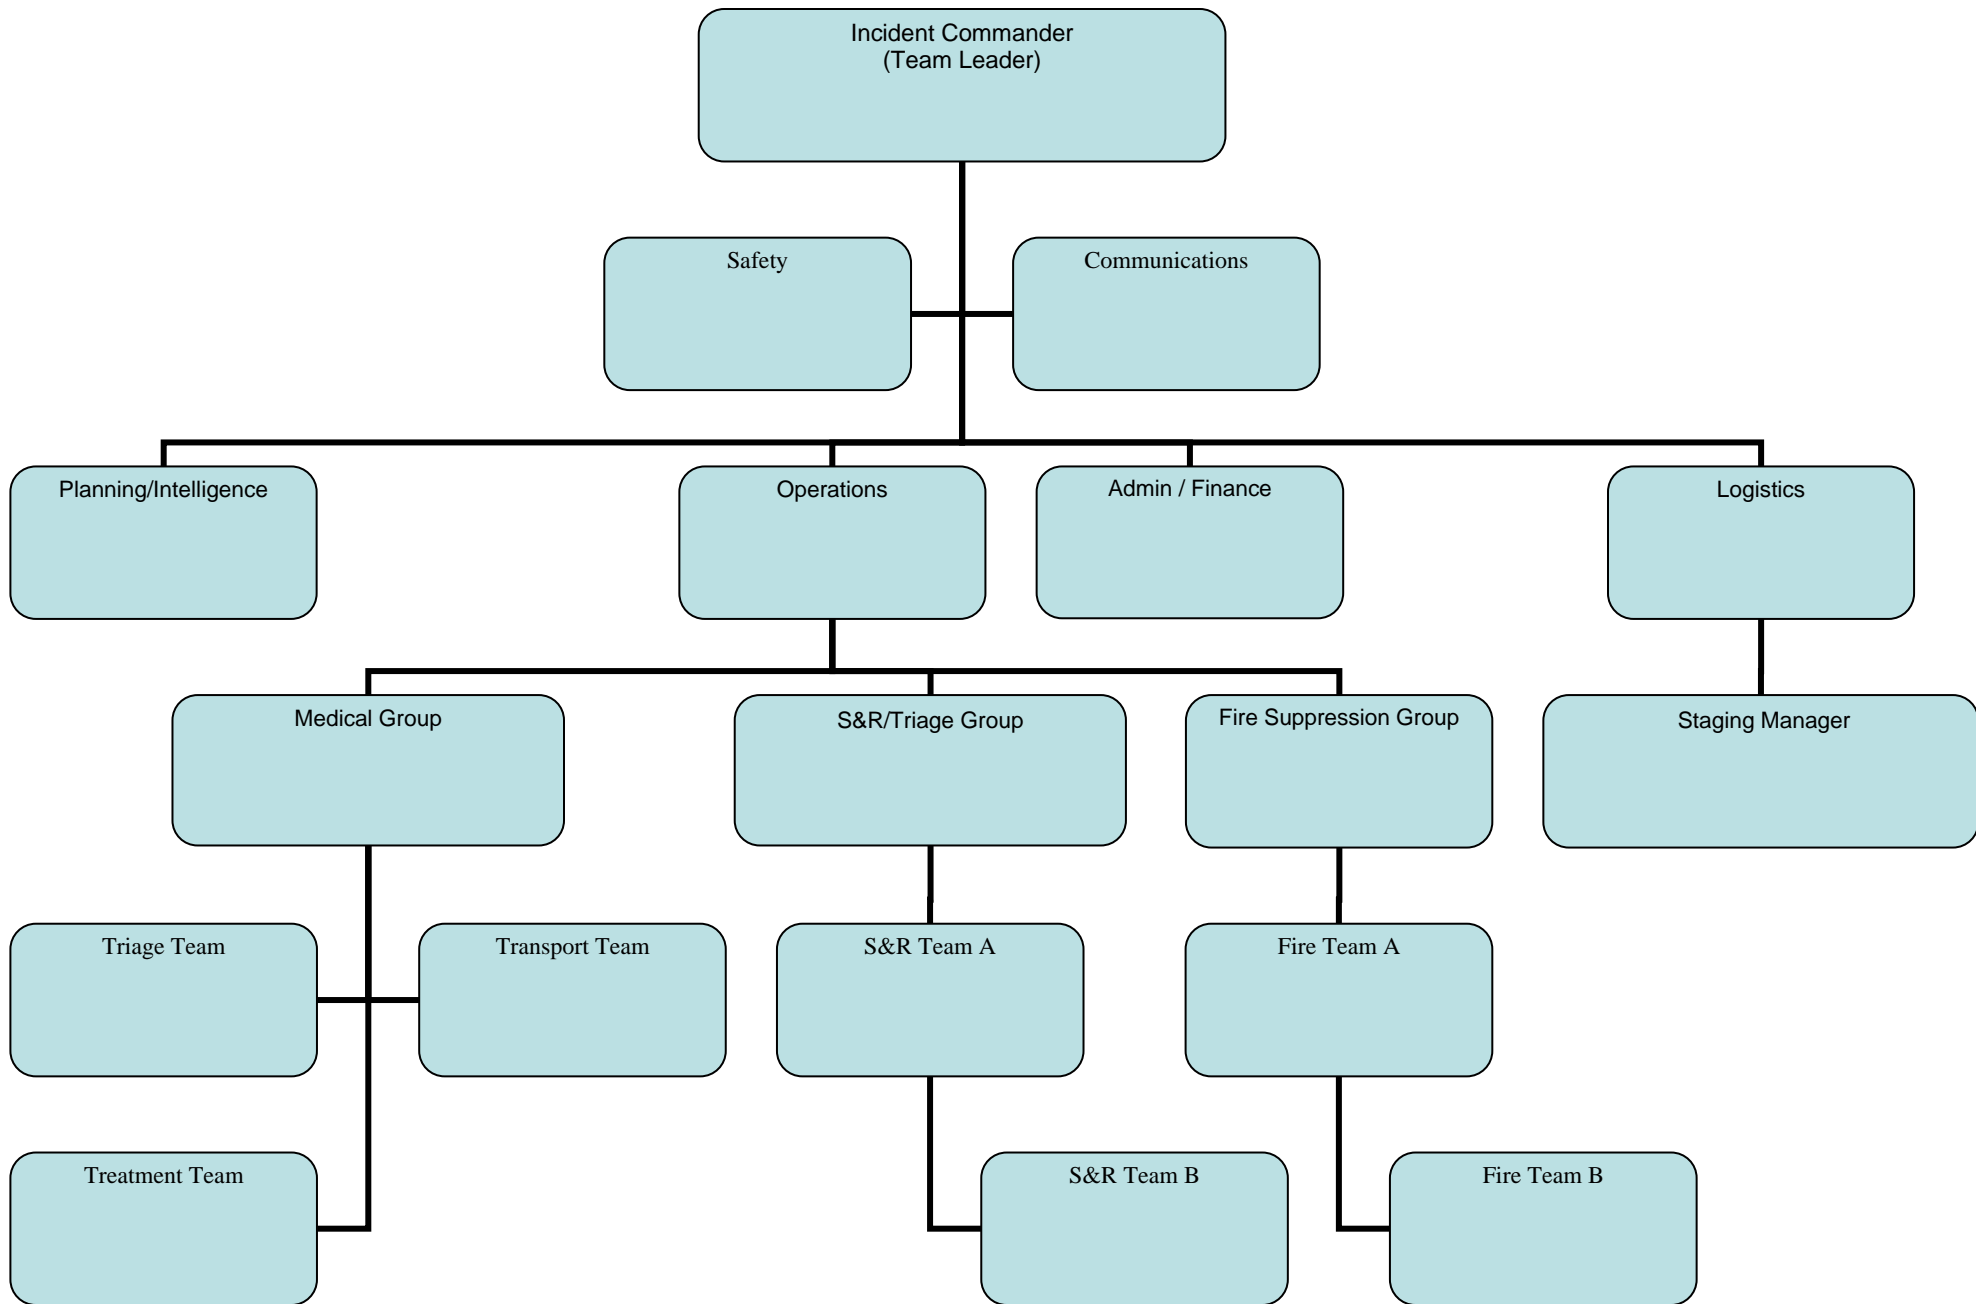 Incident Commander
(Team Leader)
Safety
Communications
Planning/Intelligence
Operations
Admin / Finance
Logistics
Medical Group
S&R/Triage Group
Fire Suppression Group
Staging Manager
Triage Team
Transport Team
S&R Team A
Fire Team A
Treatment Team
S&R Team B
Fire Team B